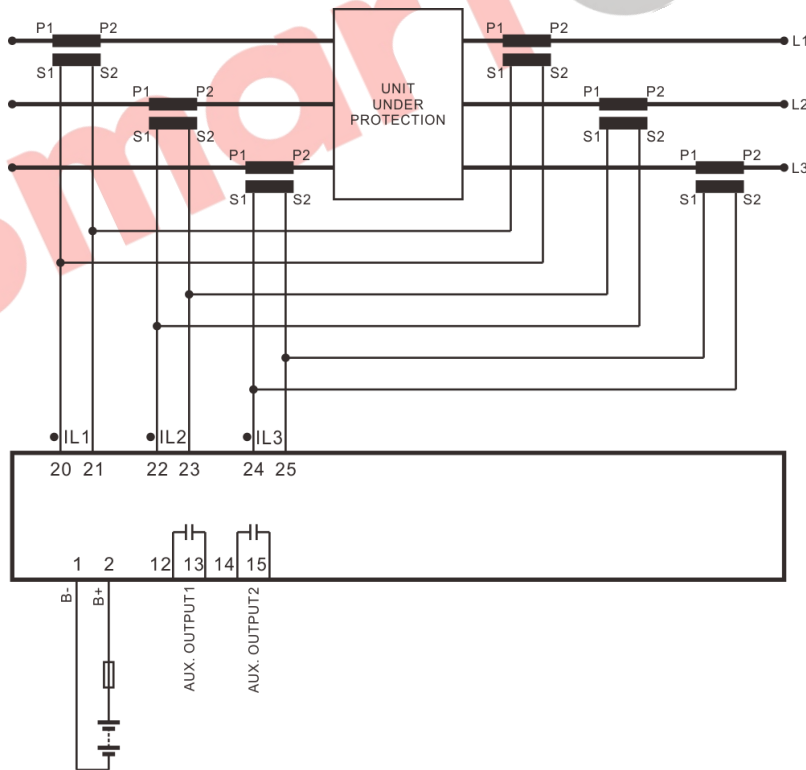 smart
P1 P2 P1 P2 L1
S1 S2 S1 S2
P1 P2 P1 P2 L2
S1 S2 S1 S2
UNIT
UNDER
PROTECTION
P1 P2 P1 P2 L3
S1 S2 S1 S2
IL1 IL2 IL3
20 21 22 23 24 25
1 2 12 13 14 15
B- B+ AUX. OUTPUT1 AUX. OUTPUT2